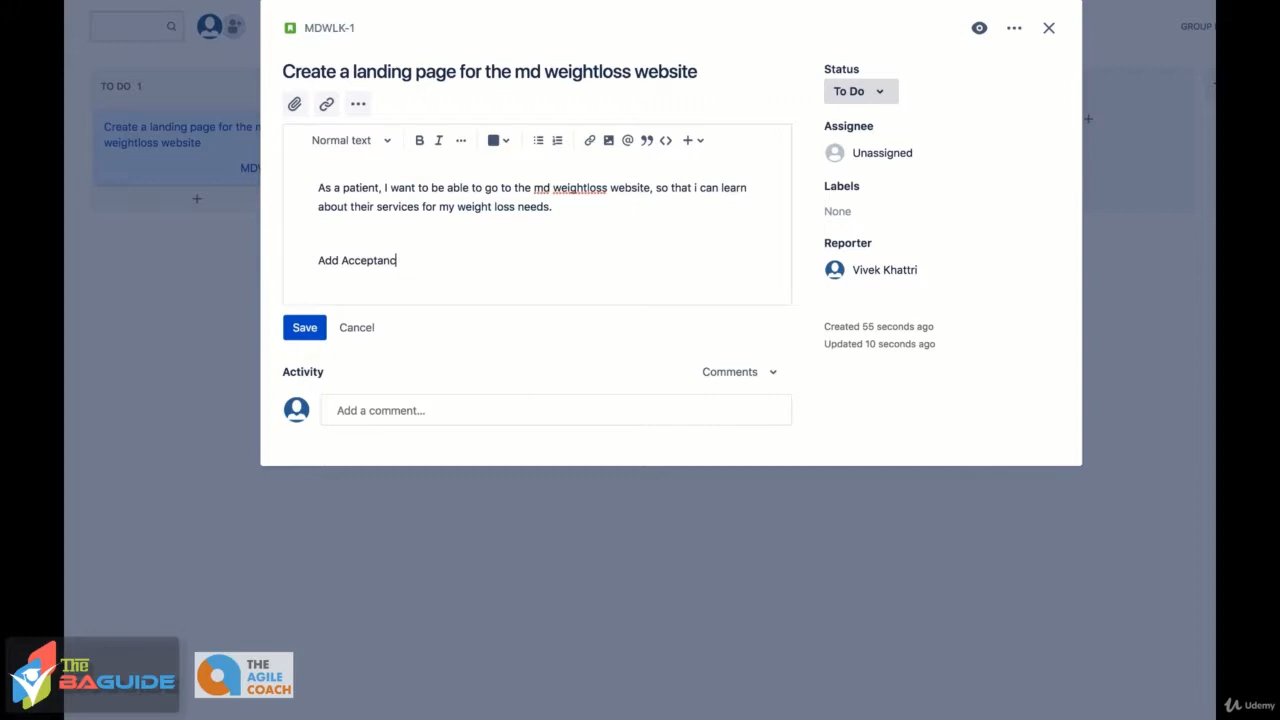 GROUP
MDWLK-1
TO DO 1
Create a landing page for the m
weightloss website
MD
Create a landing page for the md weightloss website
Normal text
B I
As a patient, I want to be able to go to the md weightloss website, so that i can learn
about their services for my weight loss needs.
Add Acceptanc
Save Cancel
Activity
Comments
Add a comment...
Status
To Do
Assignee
Unassigned
Labels
None
Reporter
Vivek Khattri
Created 55 seconds ago
Updated 10 seconds ago
The
BAGUIDE
THE
AGILE
COACH
Udemy